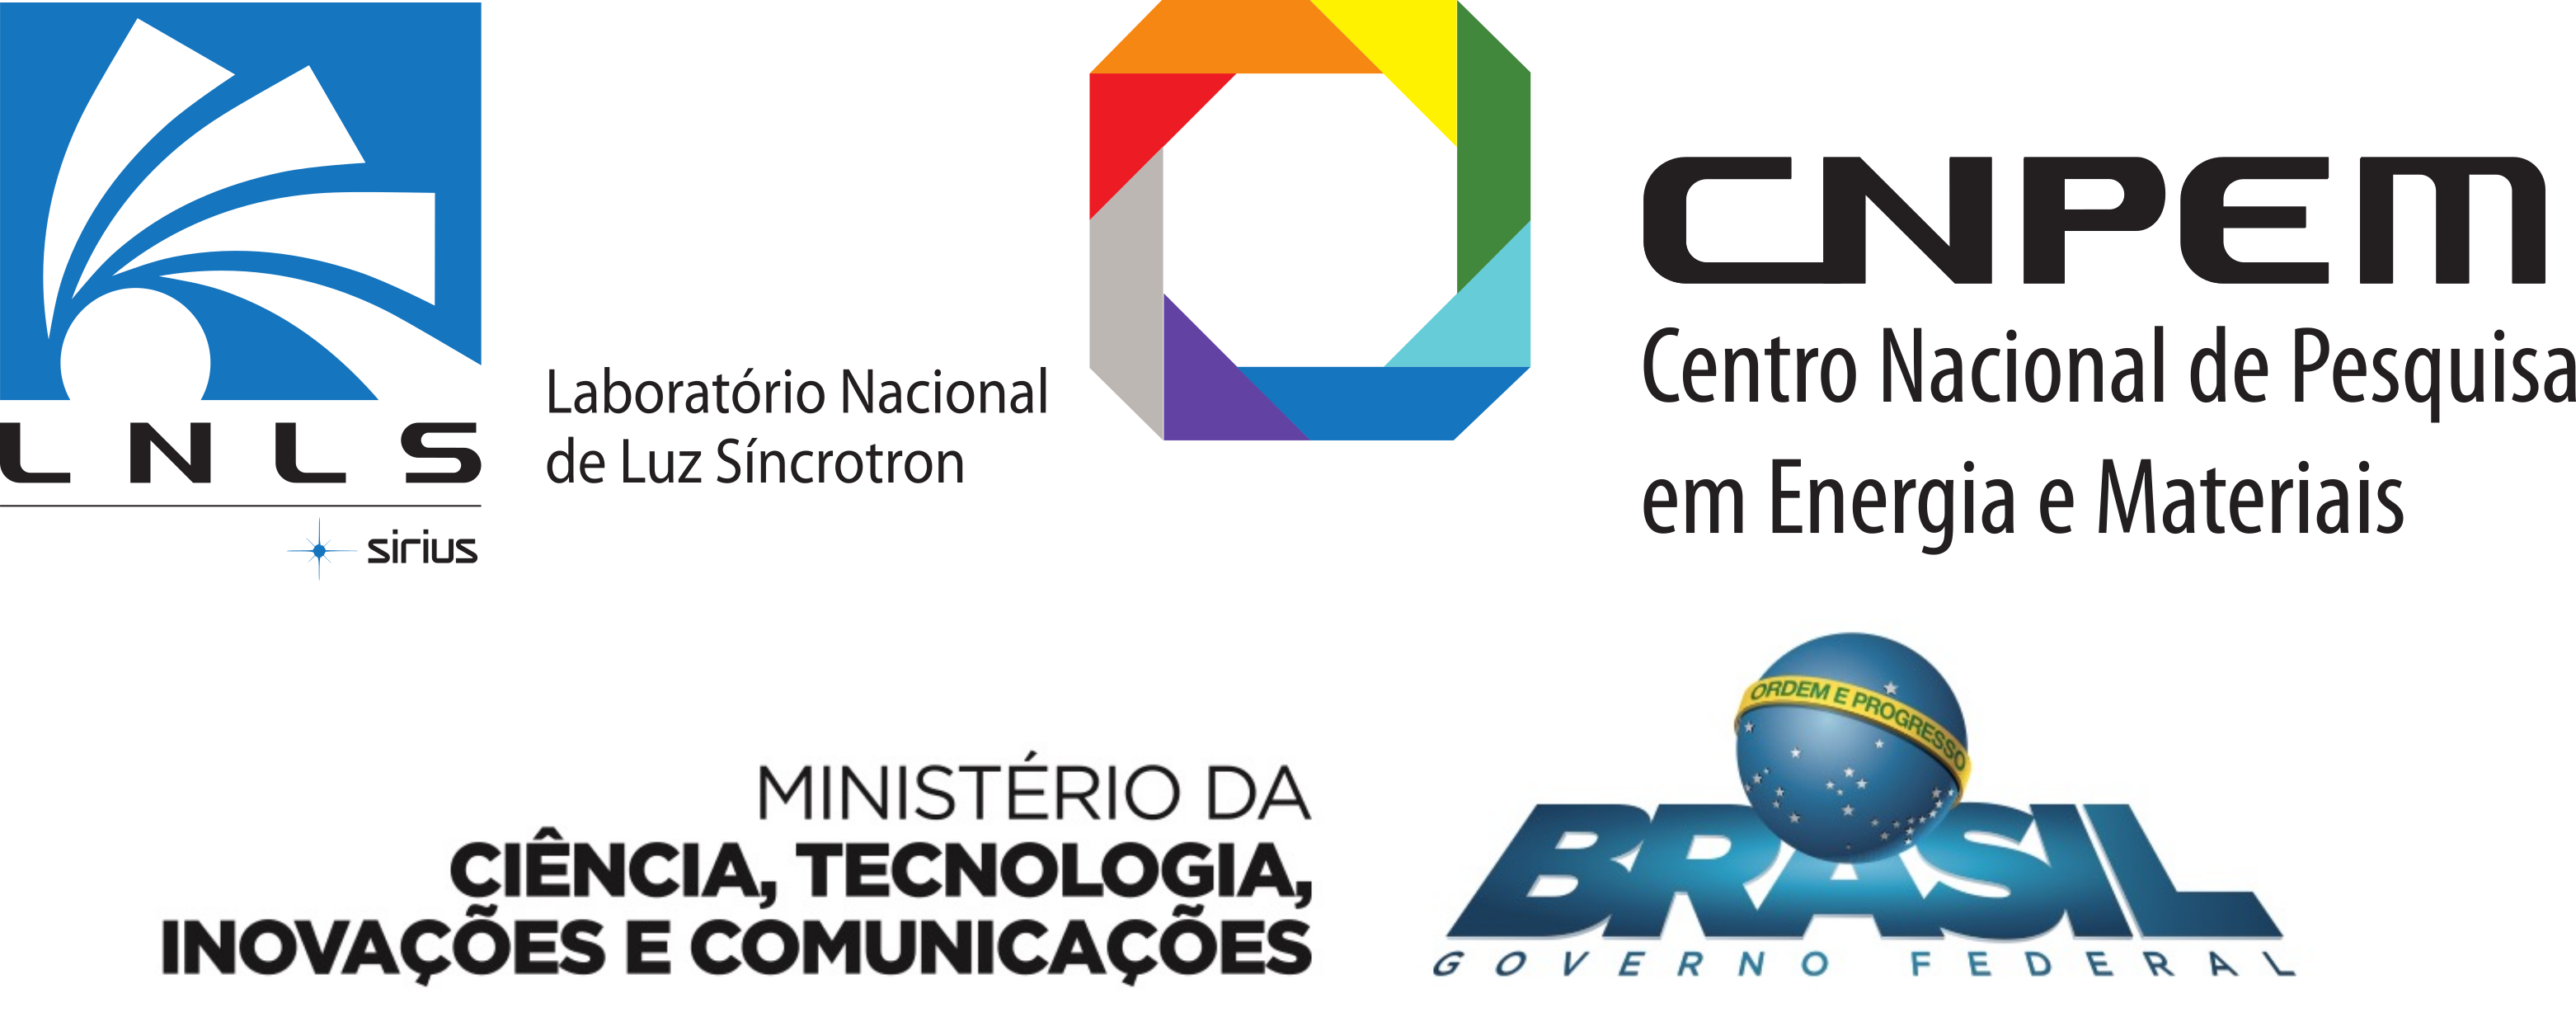 LNLS
sirius
Laboratório Nacional
de Luz Síncrotron
CNPEM
Centro Nacional de Pesquisa
em Energia e Materiais
MINISTÉRIO DA
CIÊNCIA, TECNOLOGIA,
INOVAÇÕES E COMUNICAÇÕES
ORDEM E PROGRESSO
BRASIL
GOVERNO FEDERAL